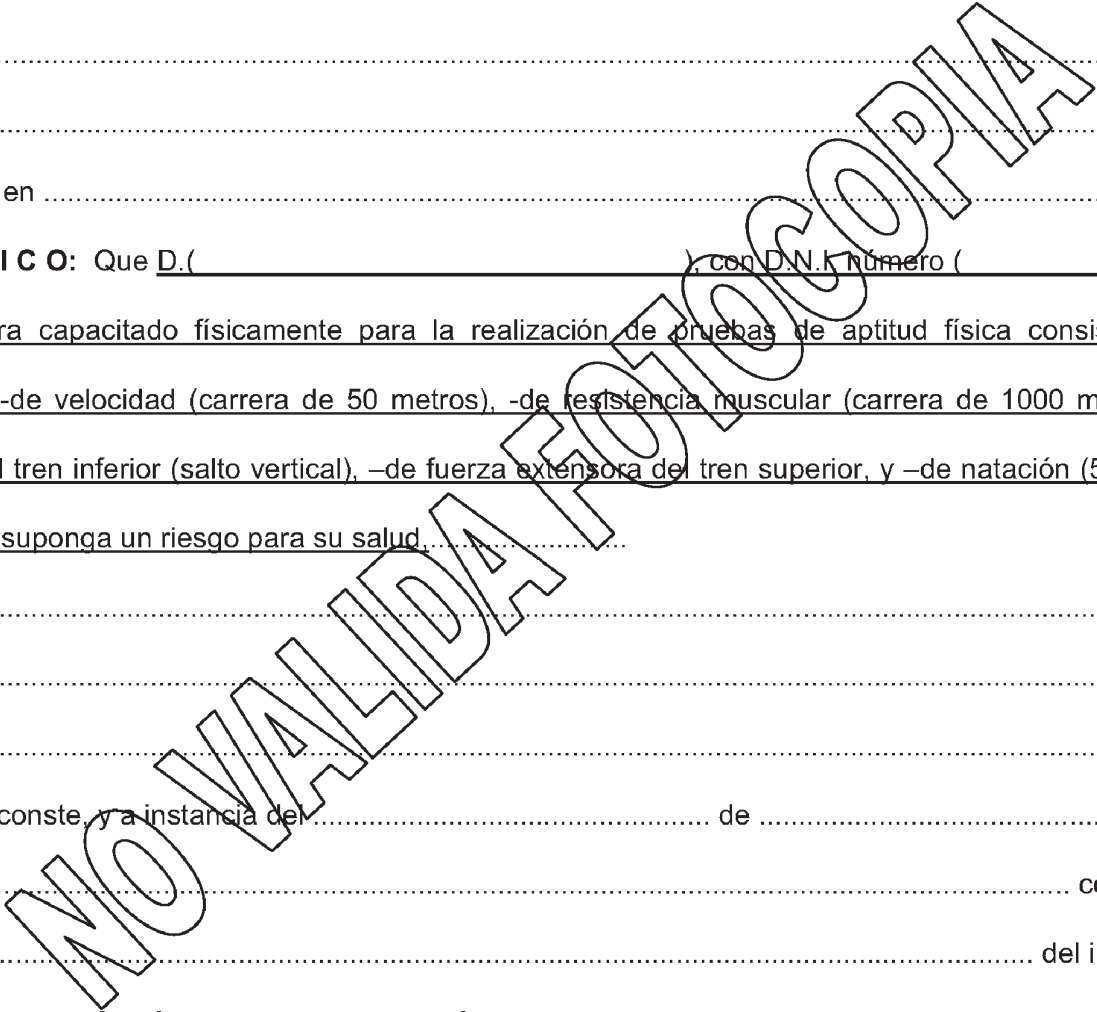 ..........
..........
en ..........
I C O: Que D.( ), con D.N.I. número (
ra capacitado físicamente para la realización de pruebas de aptitud física consis
-de velocidad (carrera de 50 metros), -de resistencia muscular (carrera de 1000 m
l tren inferior (salto vertical), –de fuerza extensora del tren superior, y –de natación (5
suponga un riesgo para su salud,..........
..........
..........
..........
conste, y a instancia del .......... de ..........
.......... co
.......... del i
NO VALIDA FOTOCOPIA